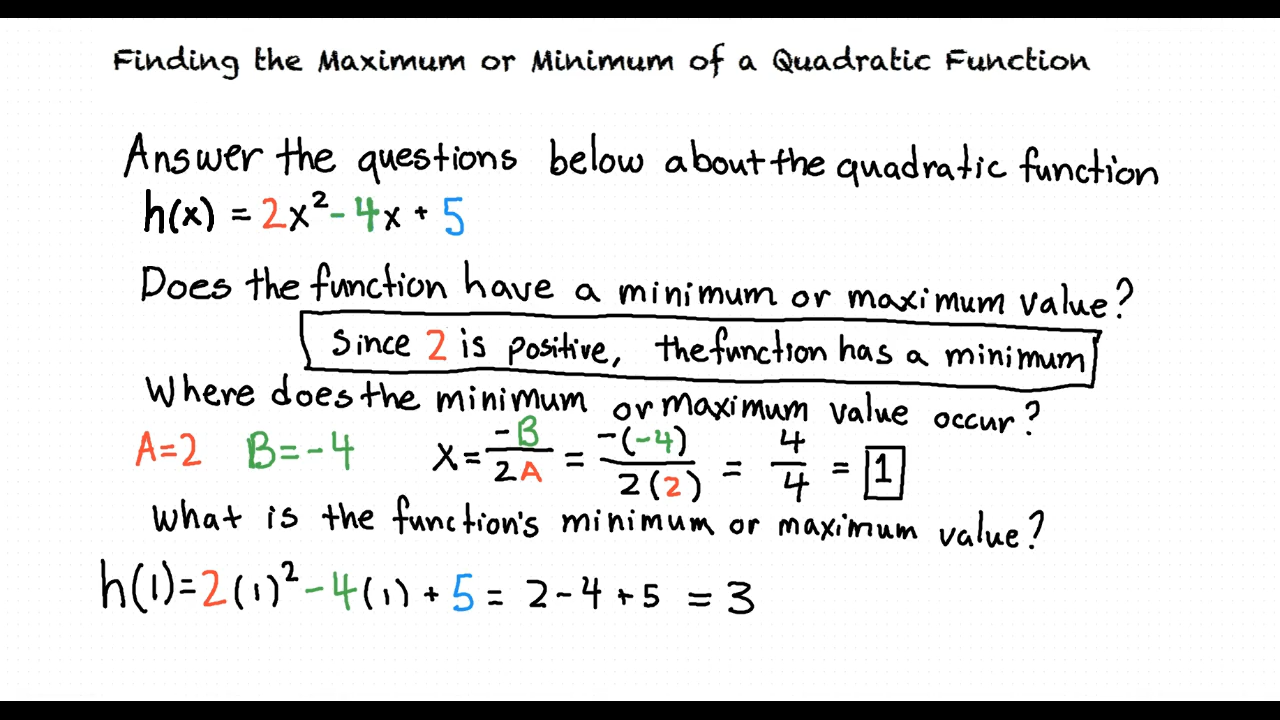 Finding the Maximum or Minimum of a Quadratic Function
Answer the questions below about the quadratic function
h(x) = 2x² - 4x + 5
Does the function have a minimum or maximum value?
Since 2 is positive, the function has a minimum
Where does the minimum or maximum value occur?
A=2 B=-4 x = -B/2A = -(-4)/2(2) = 4/4 = 1
What is the function's minimum or maximum value?
h(1) = 2(1)² - 4(1) + 5 = 2 - 4 + 5 = 3